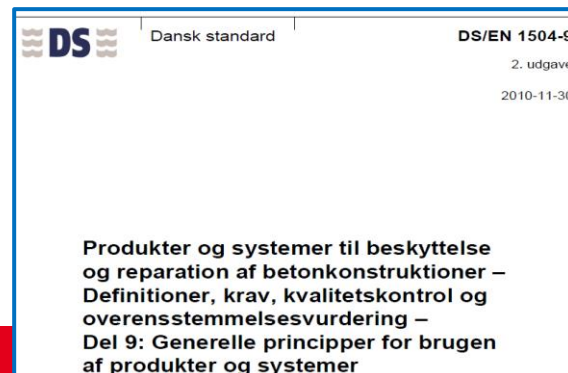 DS
Dansk standard
DS/EN 1504-9
2. udgave
2010-11-30
Produkter og systemer til beskyttelse
og reparation af betonkonstruktioner –
Definitioner, krav, kvalitetskontrol og
overensstemmelsesvurdering –
Del 9: Generelle principper for brugen
af produkter og systemer